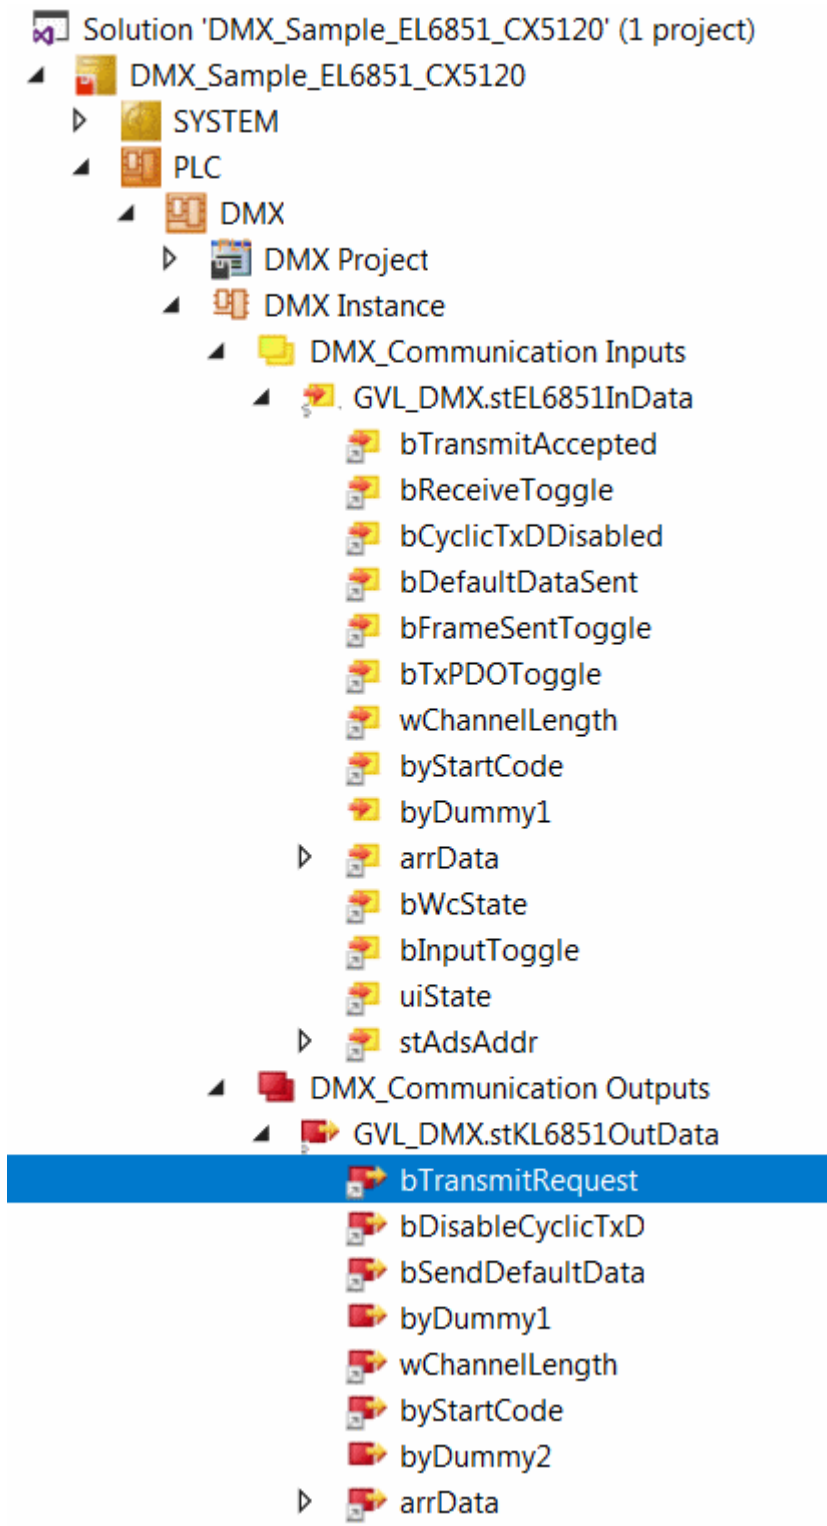 Solution 'DMX_Sample_EL6851_CX5120' (1 project)
DMX_Sample_EL6851_CX5120
SYSTEM
PLC
DMX
DMX Project
DMX Instance
DMX_Communication Inputs
GVL_DMX.stEL6851InData
bTransmitAccepted
bReceiveToggle
bCyclicTxDDisabled
bDefaultDataSent
bFrameSentToggle
bTxPDOToggle
wChannelLength
byStartCode
byDummy1
arrData
bWcState
bInputToggle
uiState
stAdsAddr
DMX_Communication Outputs
GVL_DMX.stKL6851OutData
bTransmitRequest
bDisableCyclicTxD
bSendDefaultData
byDummy1
wChannelLength
byStartCode
byDummy2
arrData